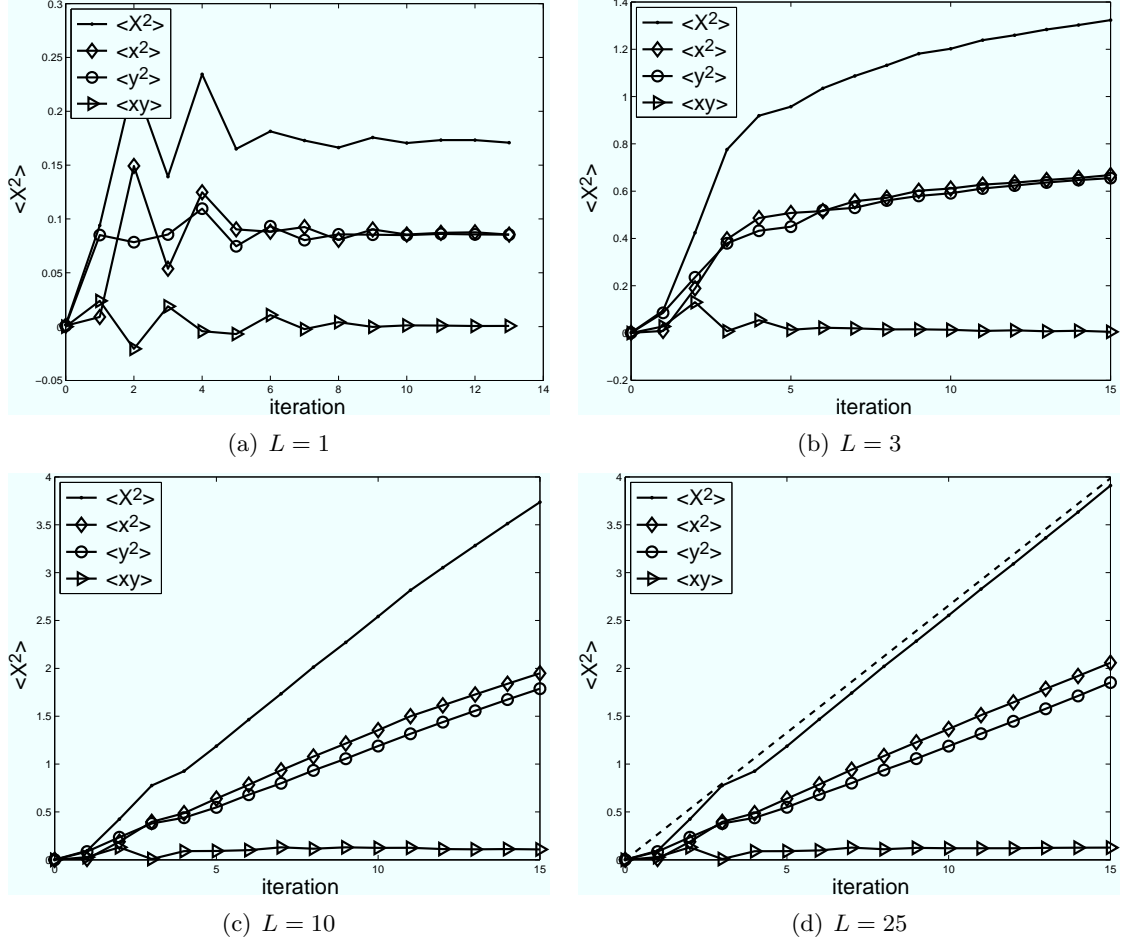 0.3
0.25
0.2
0.15
0.1
0.05
0
−0.05
<X²>
<X²>
<x²>
<y²>
<xy>
0 2 4 6 8 10 12 14
iteration
(a) L = 1
1.4
1.2
1
0.8
0.6
0.4
0.2
0
−0.2
<X²>
<X²>
<x²>
<y²>
<xy>
0 5 10 15
iteration
(b) L = 3
4
3.5
3
2.5
2
1.5
1
0.5
0
<X²>
<X²>
<x²>
<y²>
<xy>
0 5 10 15
iteration
(c) L = 10
4
3.5
3
2.5
2
1.5
1
0.5
0
<X²>
<X²>
<x²>
<y²>
<xy>
0 5 10 15
iteration
(d) L = 25